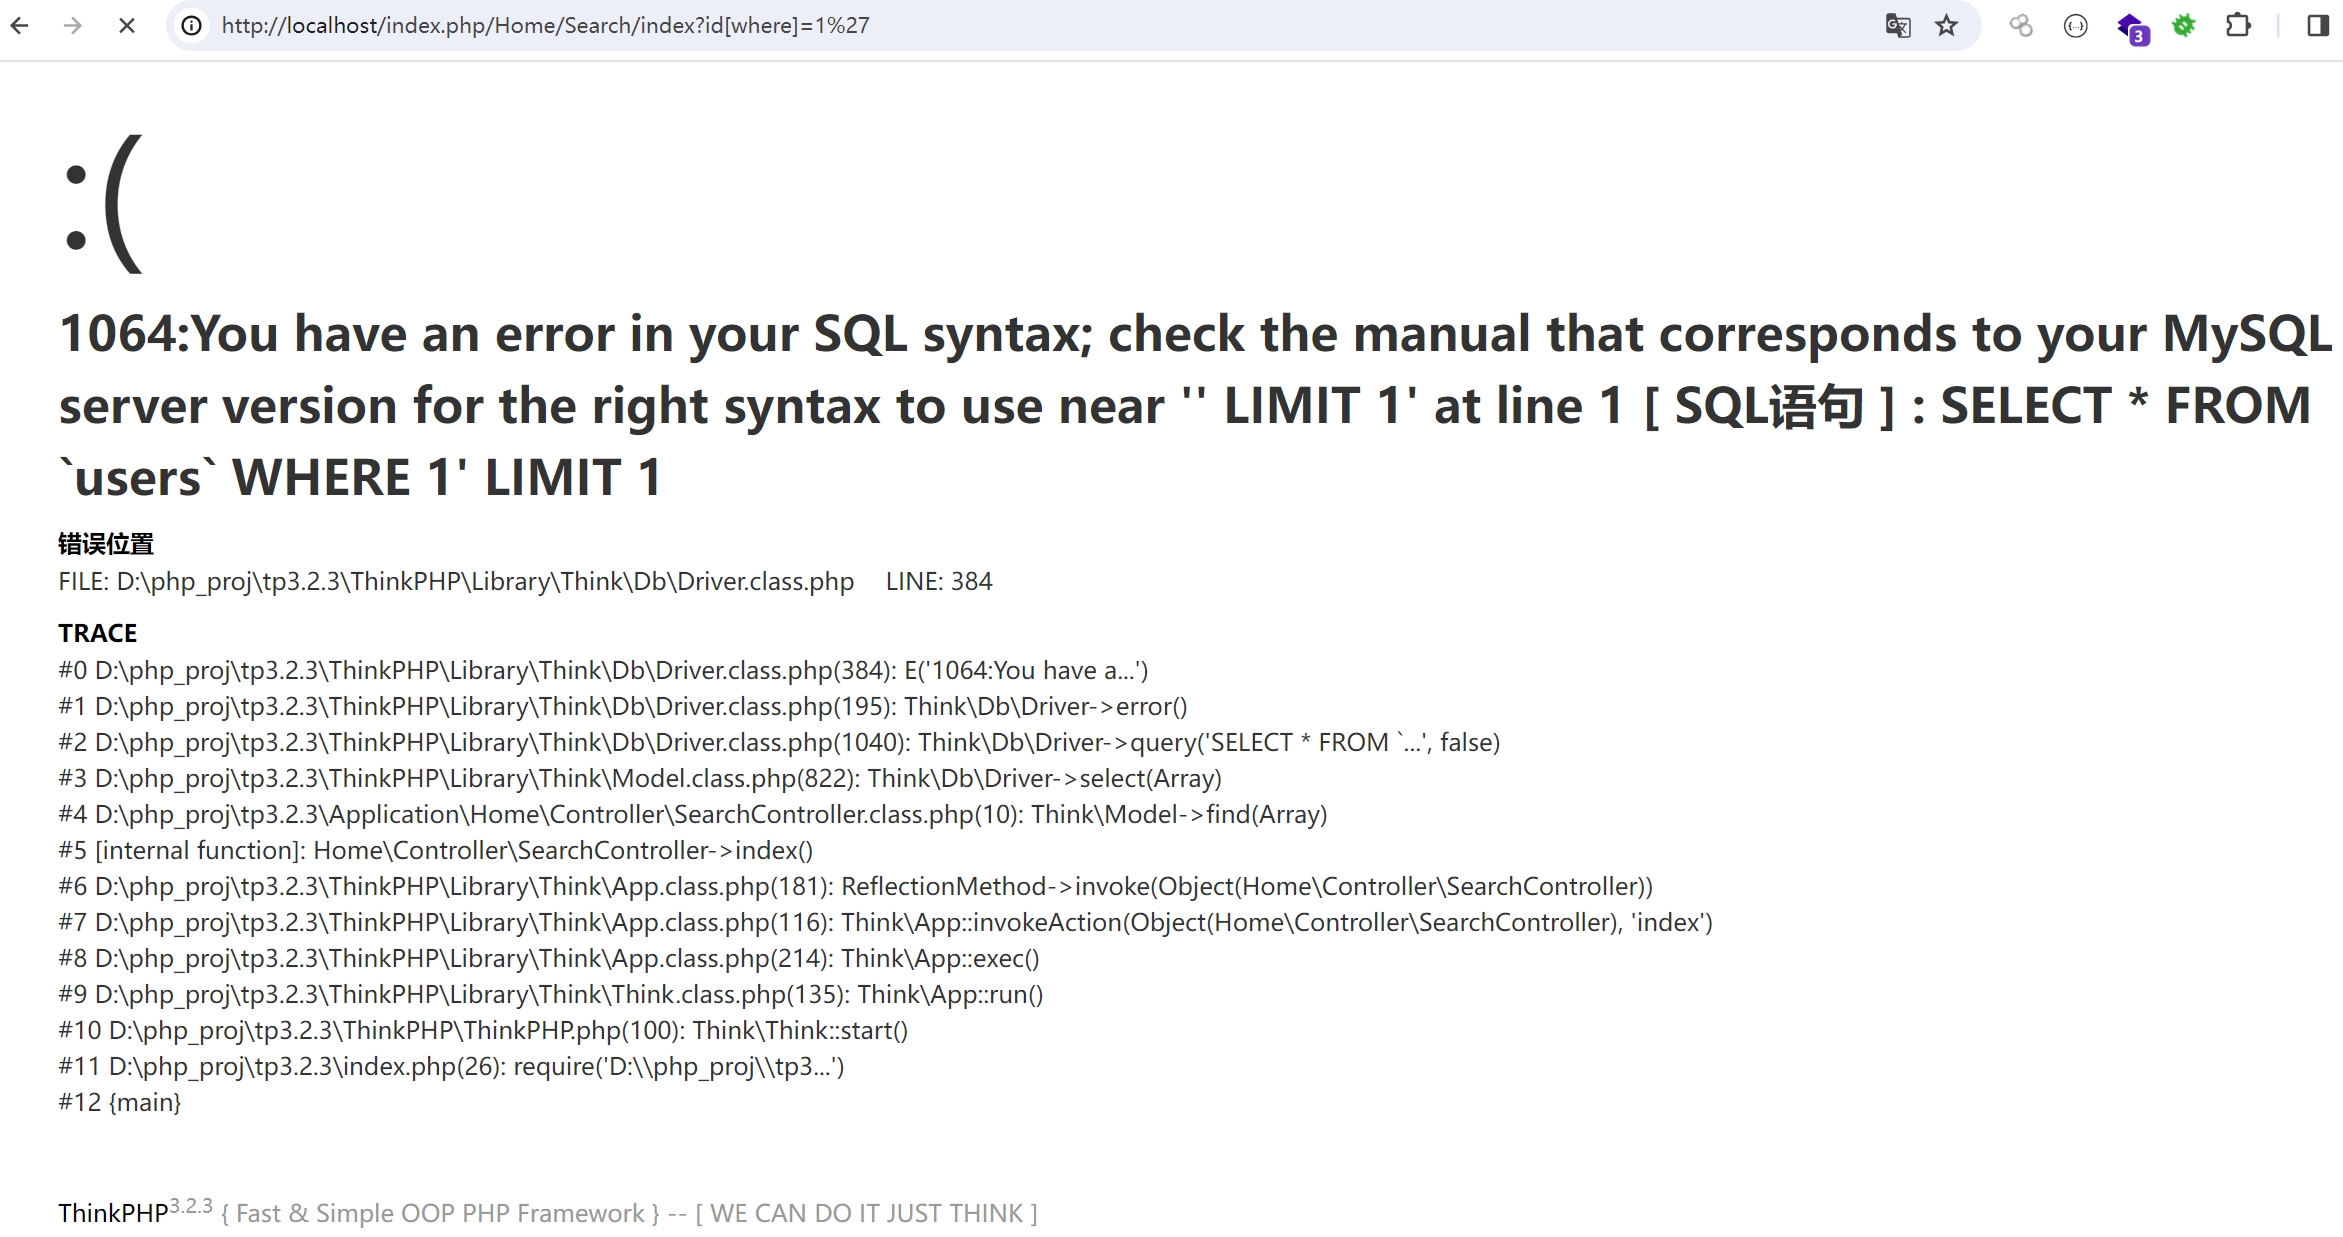 http://localhost/index.php/Home/Search/index?id[where]=1%27
3
:(
1064:You have an error in your SQL syntax; check the manual that corresponds to your MySQL
server version for the right syntax to use near '' LIMIT 1' at line 1 [ SQL语句 ] : SELECT * FROM
`users` WHERE 1' LIMIT 1
错误位置
FILE: D:\php_proj\tp3.2.3\ThinkPHP\Library\Think\Db\Driver.class.php LINE: 384
TRACE
#0 D:\php_proj\tp3.2.3\ThinkPHP\Library\Think\Db\Driver.class.php(384): E('1064:You have a...')
#1 D:\php_proj\tp3.2.3\ThinkPHP\Library\Think\Db\Driver.class.php(195): Think\Db\Driver->error()
#2 D:\php_proj\tp3.2.3\ThinkPHP\Library\Think\Db\Driver.class.php(1040): Think\Db\Driver->query('SELECT * FROM `...', false)
#3 D:\php_proj\tp3.2.3\ThinkPHP\Library\Think\Model.class.php(822): Think\Db\Driver->select(Array)
#4 D:\php_proj\tp3.2.3\Application\Home\Controller\SearchController.class.php(10): Think\Model->find(Array)
#5 [internal function]: Home\Controller\SearchController->index()
#6 D:\php_proj\tp3.2.3\ThinkPHP\Library\Think\App.class.php(181): ReflectionMethod->invoke(Object(Home\Controller\SearchController))
#7 D:\php_proj\tp3.2.3\ThinkPHP\Library\Think\App.class.php(116): Think\App::invokeAction(Object(Home\Controller\SearchController), 'index')
#8 D:\php_proj\tp3.2.3\ThinkPHP\Library\Think\App.class.php(214): Think\App::exec()
#9 D:\php_proj\tp3.2.3\ThinkPHP\Library\Think\Think.class.php(135): Think\App::run()
#10 D:\php_proj\tp3.2.3\ThinkPHP\ThinkPHP.php(100): Think\Think::start()
#11 D:\php_proj\tp3.2.3\index.php(26): require('D:\\php_proj\\tp3...')
#12 {main}
ThinkPHP3.2.3 { Fast & Simple OOP PHP Framework } -- [ WE CAN DO IT JUST THINK ]